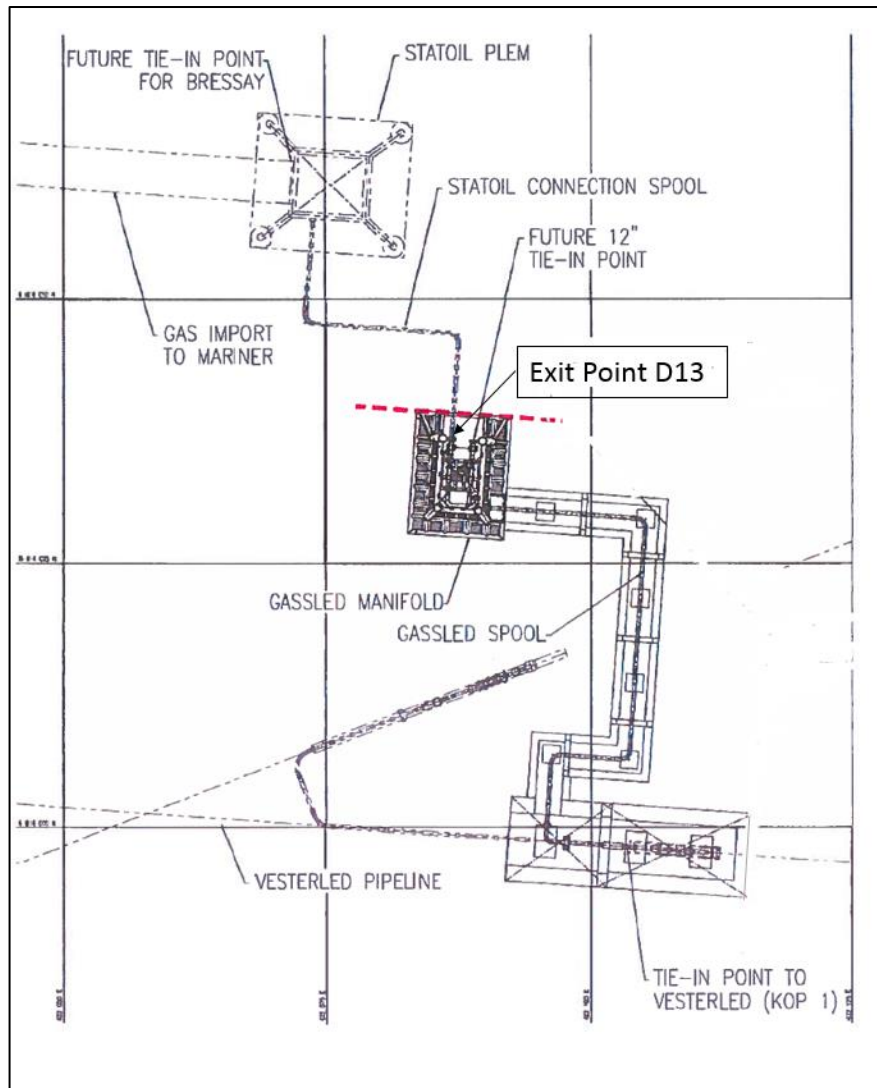 FUTURE TIE-IN POINT
FOR BRESSAY
STATOIL PLEM
STATOIL CONNECTION SPOOL
FUTURE 12"
TIE-IN POINT
GAS IMPORT
TO MARINER
Exit Point D13
GASSLED MANIFOLD
GASSLED SPOOL
VESTERLED PIPELINE
TIE-IN POINT TO
VESTERLED (KOP 1)